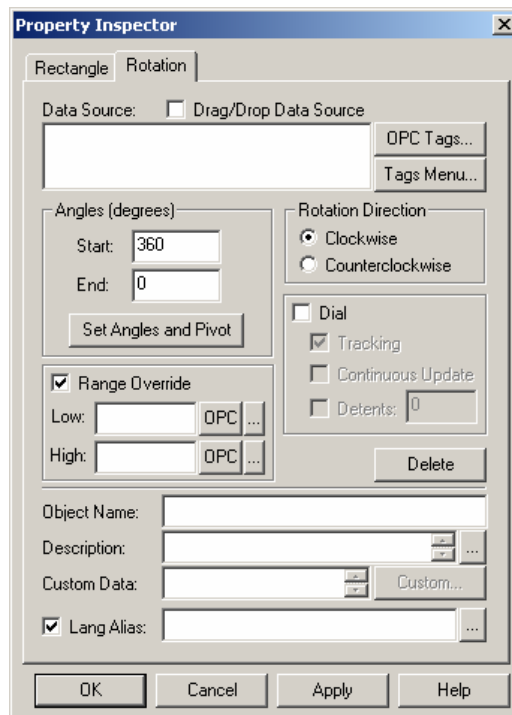 Property Inspector
Rectangle Rotation
Data Source: Drag/Drop Data Source
OPC Tags...
Tags Menu...
Angles (degrees)
Start: 360
End: 0
Set Angles and Pivot
Rotation Direction
Clockwise
Counterclockwise
Dial
Tracking
Continuous Update
Detents: 0
Range Override
Low: OPC ...
High: OPC ...
Delete
Object Name:
Description: ...
Custom Data: Custom...
Lang Alias: ...
OK Cancel Apply Help